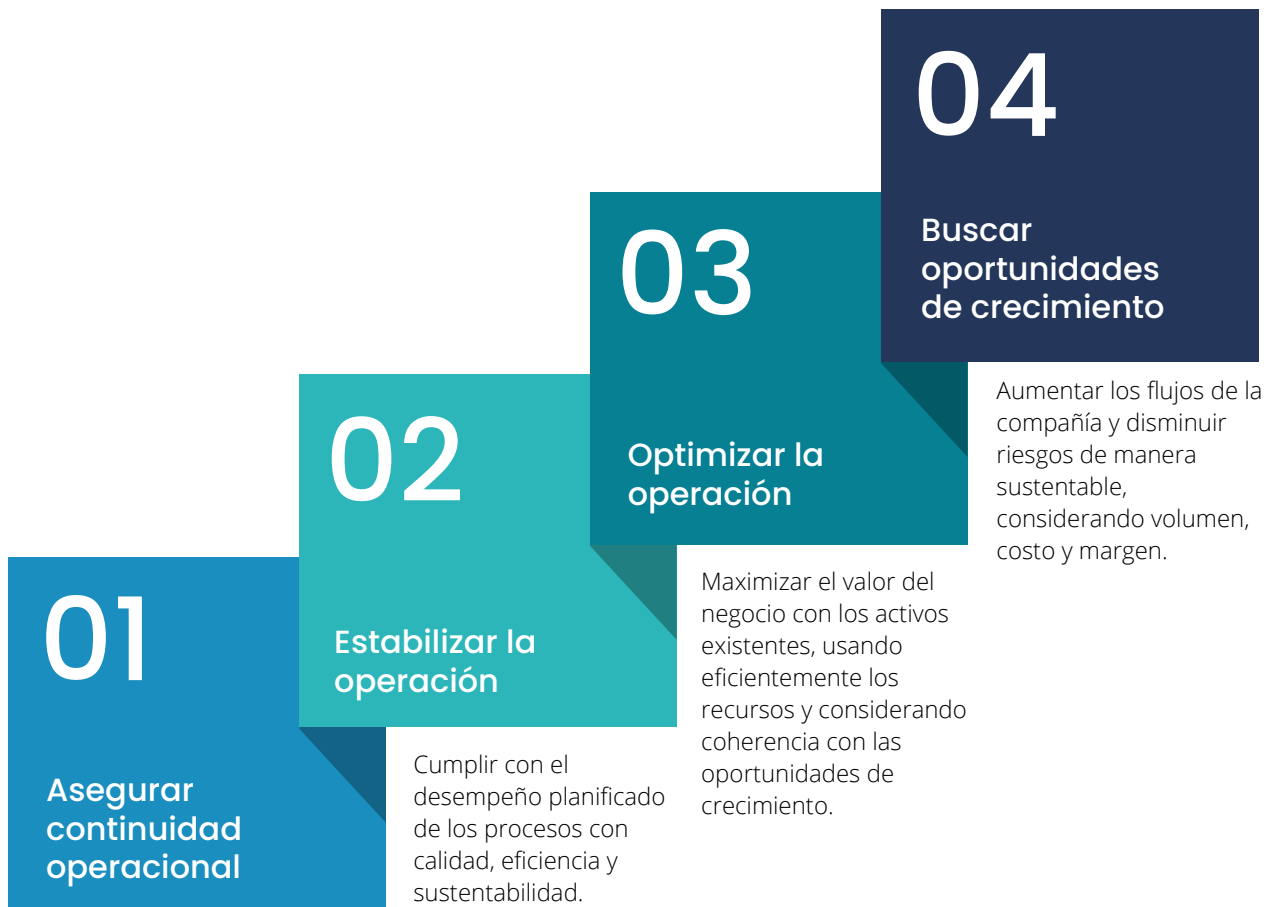 01
Asegurar
continuidad
operacional
02
Estabilizar la
operación
Cumplir con el
desempeño planificado
de los procesos con
calidad, eficiencia y
sustentabilidad.
03
Optimizar la
operación
Maximizar el valor del
negocio con los activos
existentes, usando
eficientemente los
recursos y considerando
coherencia con las
oportunidades de
crecimiento.
04
Buscar
oportunidades
de crecimiento
Aumentar los flujos de la
compañía y disminuir
riesgos de manera
sustentable,
considerando volumen,
costo y margen.